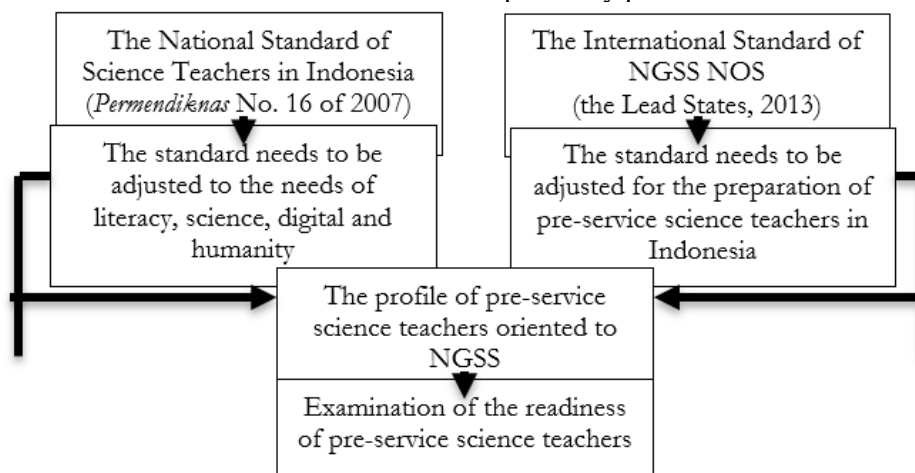 The National Standard of
Science Teachers in Indonesia
(Permendiknas No. 16 of 2007)
The International Standard of
NGSS NOS
(the Lead States, 2013)
The standard needs to be
adjusted to the needs of
literacy, science, digital and
humanity
The standard needs to be
adjusted for the preparation of
pre-service science teachers in
Indonesia
The profile of pre-service
science teachers oriented to
NGSS
Examination of the readiness
of pre-service science teachers